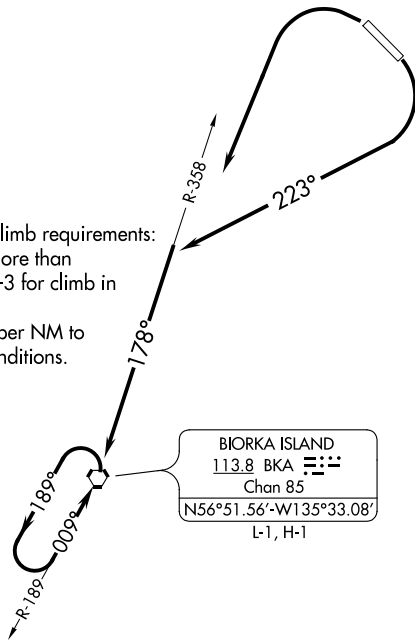 R-358
223°
limb requirements:
ore than
-3 for climb in
per NM to
nditions.
178°
BIORKA ISLAND
113.8 BKA
Chan 85
N56°51.56'-W135°33.08'
L-1, H-1
189°
009°
R-189